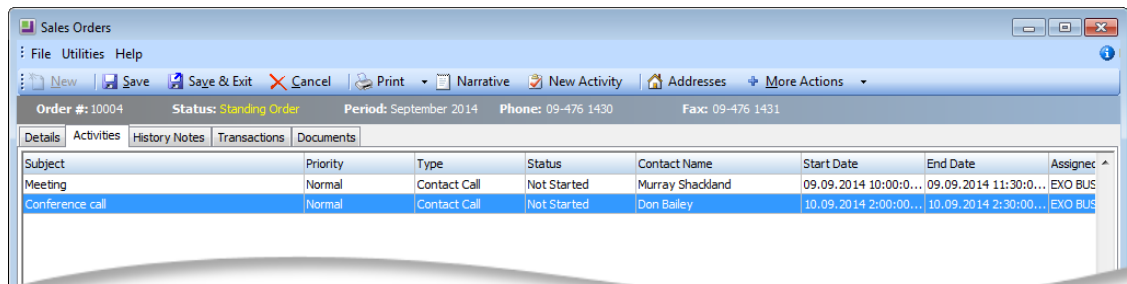 Sales Orders
File Utilities Help
New Save Save & Exit Cancel Print Narrative New Activity Addresses More Actions
Order #: 10004 Status: Standing Order Period: September 2014 Phone: 09-476 1430 Fax: 09-476 1431
Details Activities History Notes Transactions Documents
Subject Priority Type Status Contact Name Start Date End Date Assigned
Meeting Normal Contact Call Not Started Murray Shackland 09.09.2014 10:00:0... 09.09.2014 11:30:0... EXO BUS
Conference call Normal Contact Call Not Started Don Bailey 10.09.2014 2:00:00... 10.09.2014 2:30:00... EXO BUS